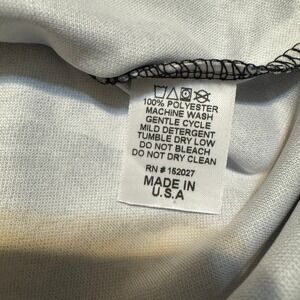 100% POLYESTER
MACHINE WASH
GENTLE CYCLE
MILD DETERGENT
TUMBLE DRY LOW
DO NOT BLEACH
DO NOT DRY CLEAN
RN # 152027
MADE IN
U.S.A